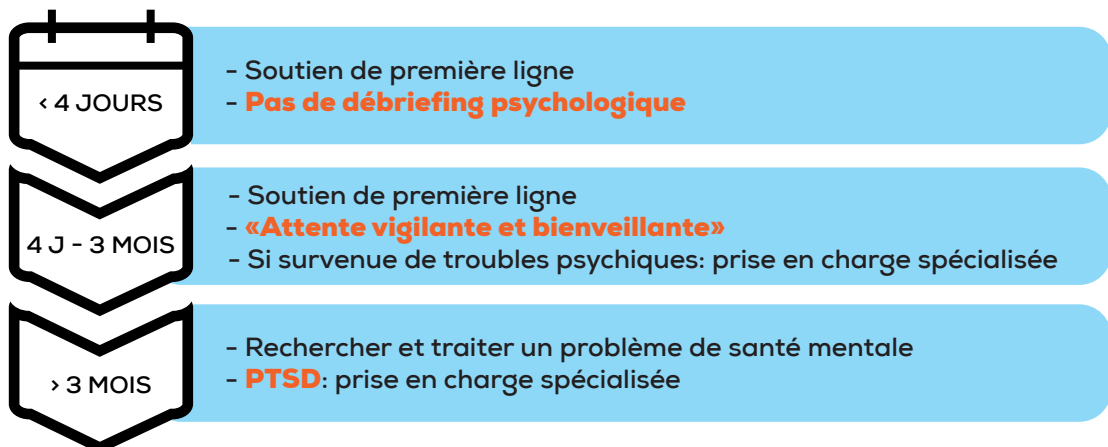 < 4 JOURS
- Soutien de première ligne
- Pas de débriefing psychologique
4 J - 3 MOIS
- Soutien de première ligne
- «Attente vigilante et bienveillante»
- Si survenue de troubles psychiques: prise en charge spécialisée
> 3 MOIS
- Rechercher et traiter un problème de santé mentale
- PTSD: prise en charge spécialisée